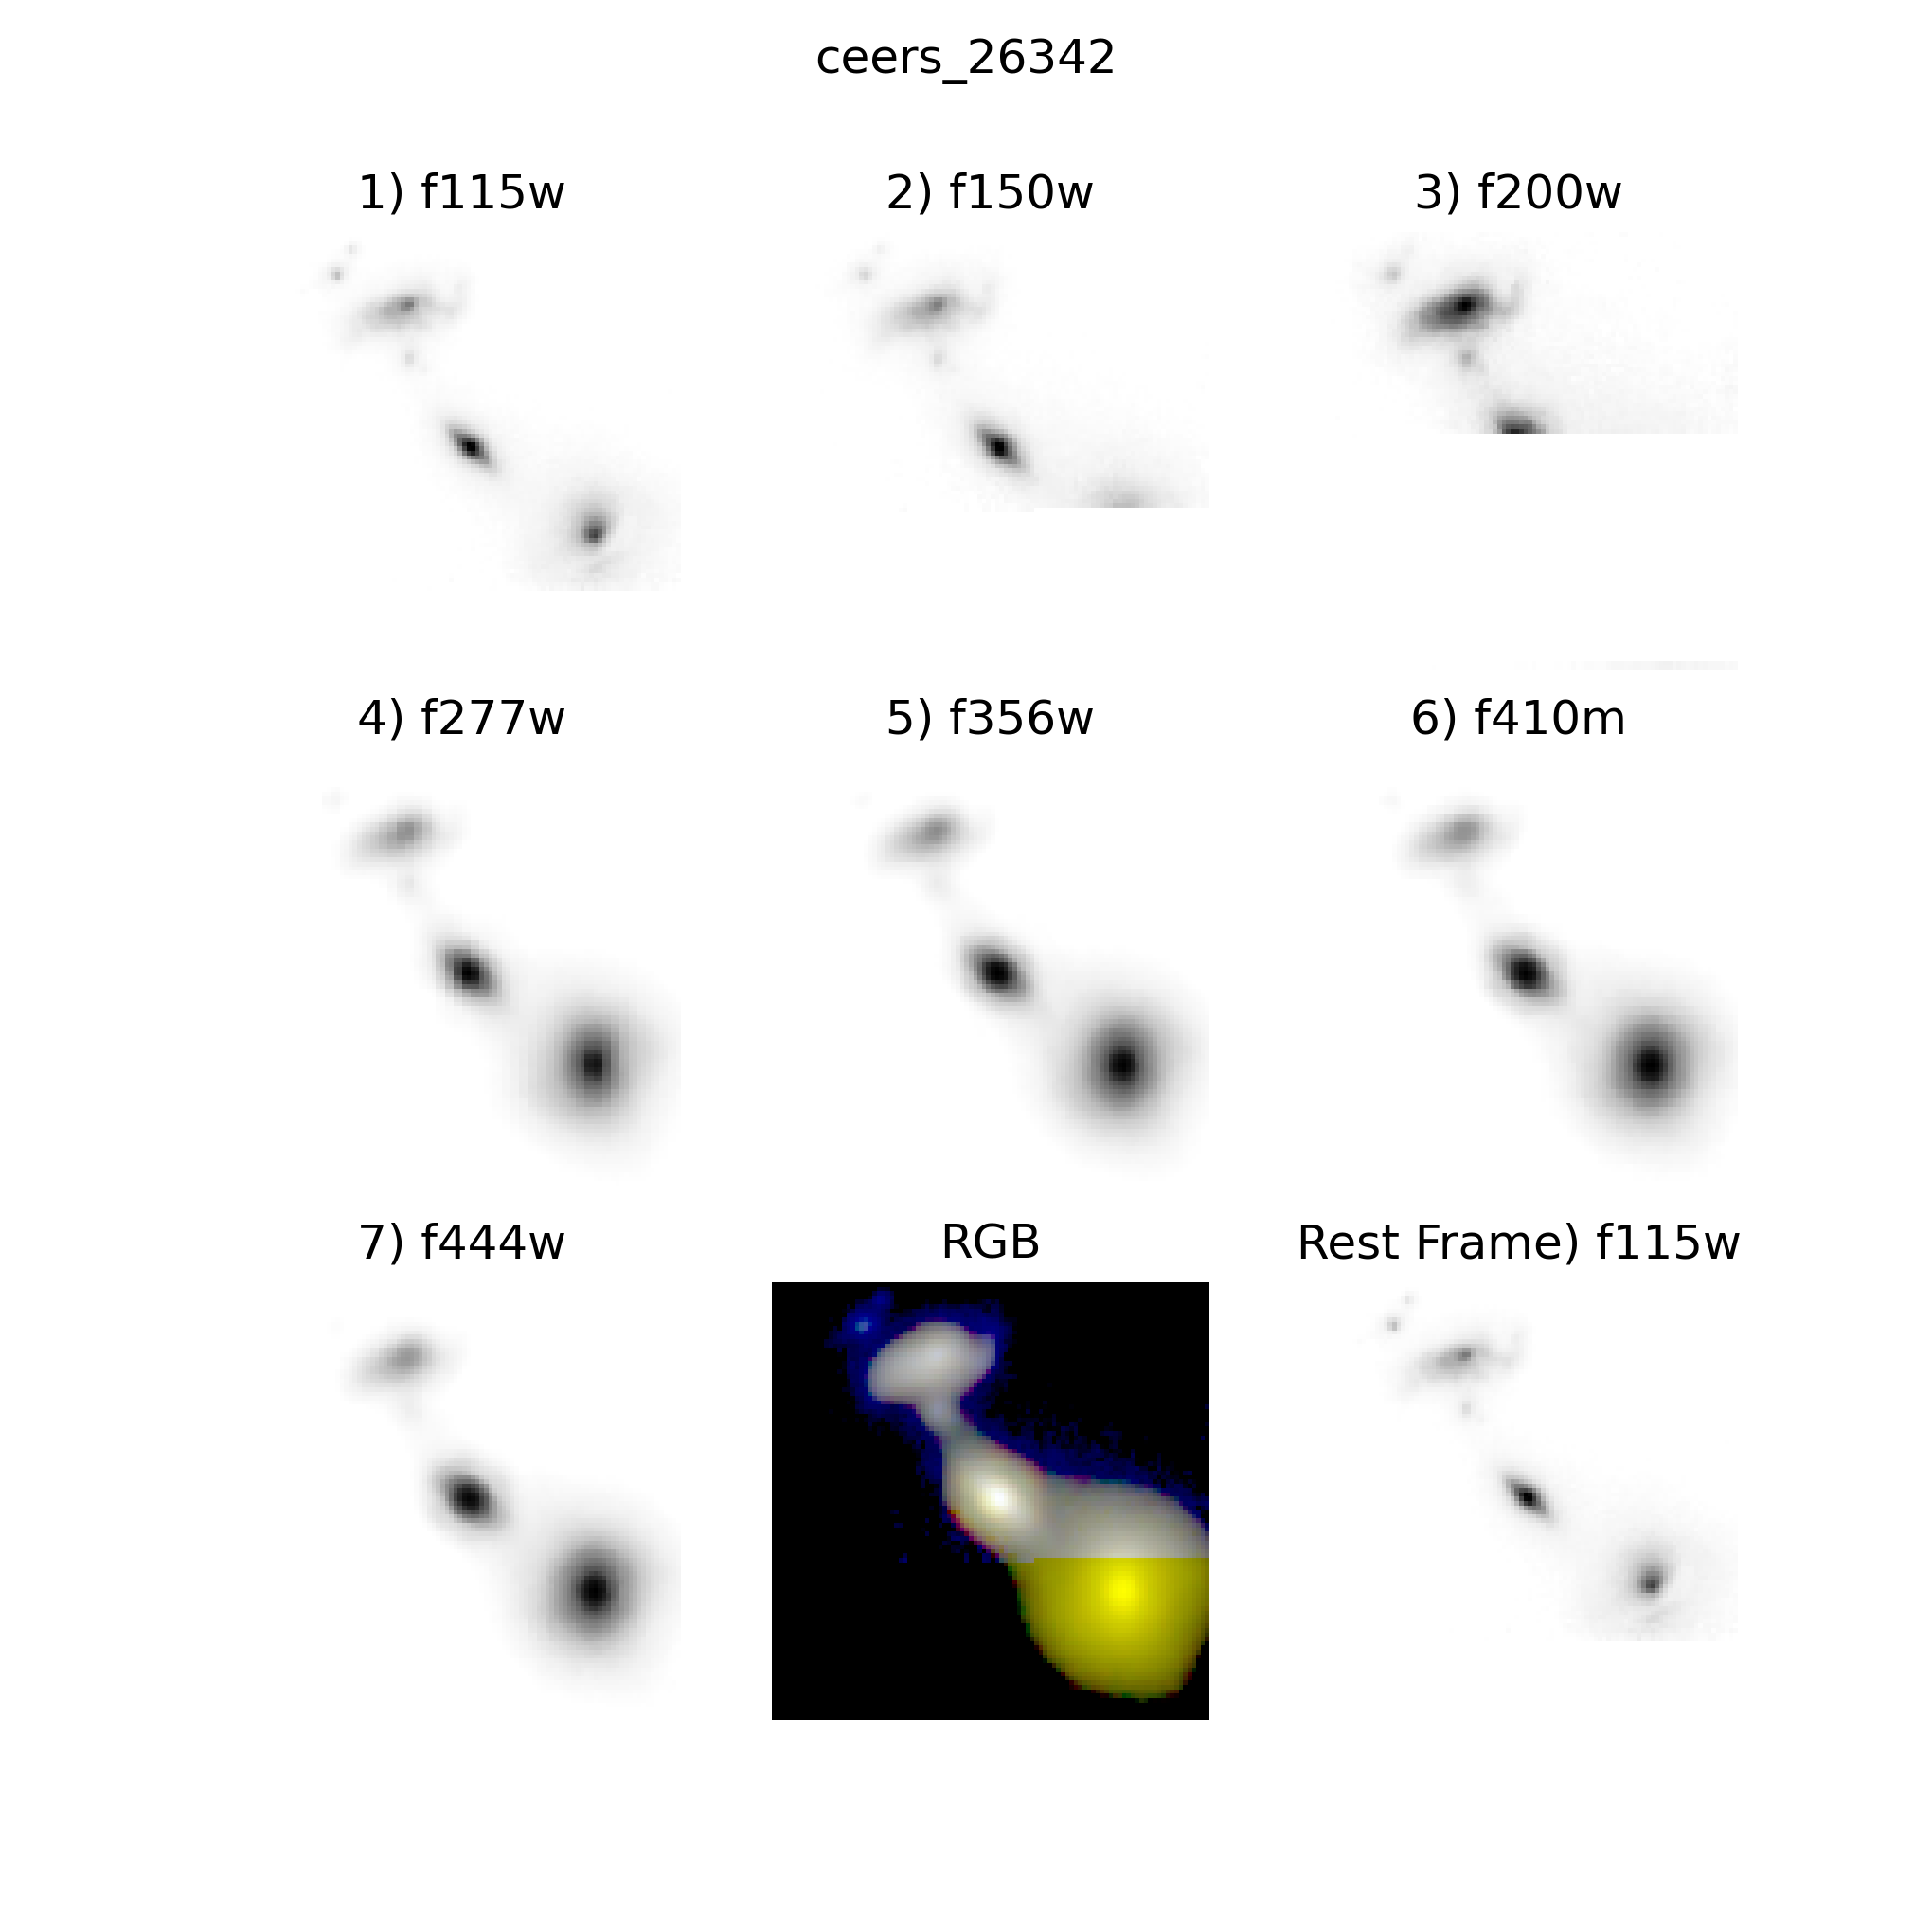 ceers_26342
1) f115w
2) f150w
3) f200w
4) f277w
5) f356w
6) f410m
7) f444w
RGB
Rest Frame) f115w